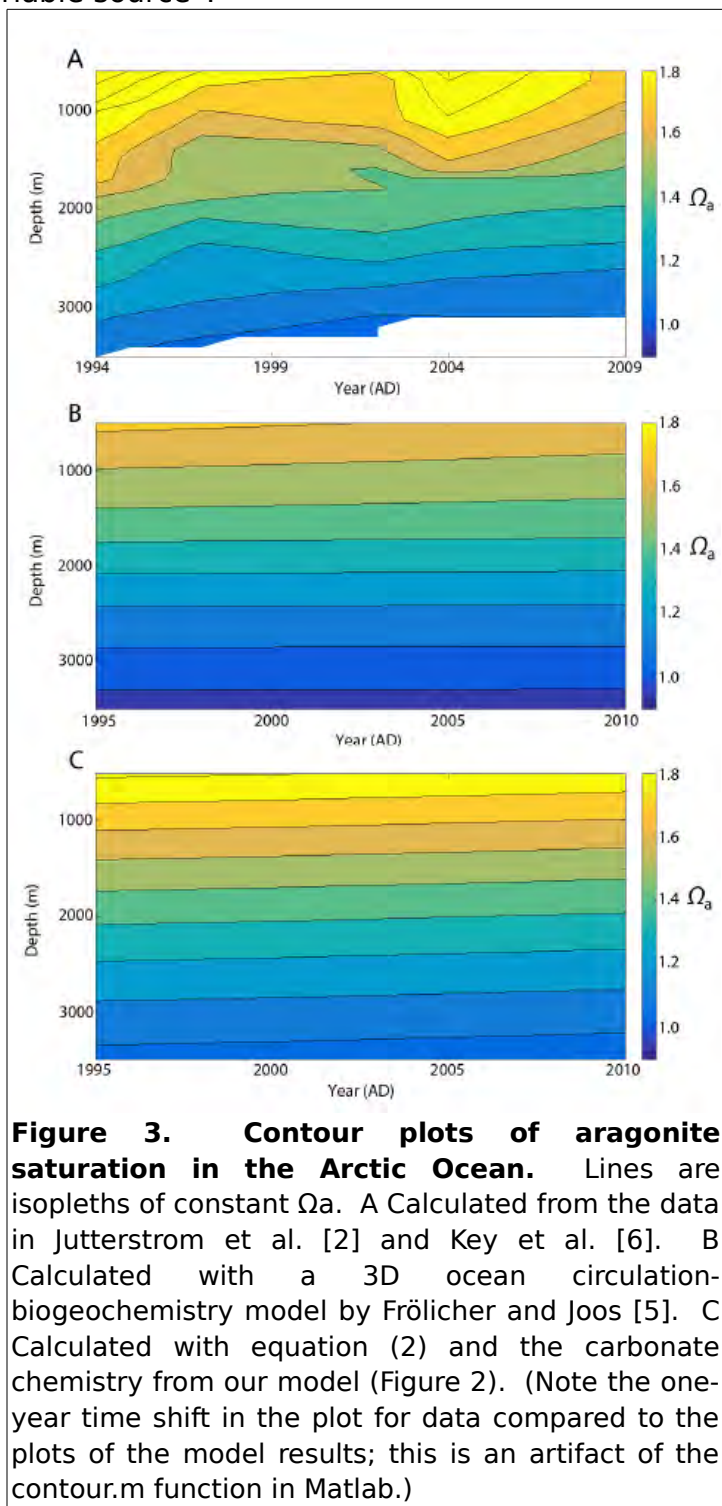 A
1000
2000
3000
Depth (m)
1994
1999
2004
2009
Year (AD)
1.8
1.6
1.4 Ωa
1.2
1.0
B
1000
2000
3000
Depth (m)
1995
2000
2005
2010
Year (AD)
1.8
1.6
1.4 Ωa
1.2
1.0
C
1000
2000
3000
Depth (m)
1995
2000
2005
2010
Year (AD)
1.8
1.6
1.4 Ωa
1.2
1.0
Figure 3. Contour plots of aragonite
saturation in the Arctic Ocean. Lines are
isopleths of constant Ωa. A Calculated from the data
in Jutterstrom et al. [2] and Key et al. [6]. B
Calculated with a 3D ocean circulation-
biogeochemistry model by Frölicher and Joos [5]. C
Calculated with equation (2) and the carbonate
chemistry from our model (Figure 2). (Note the one-
year time shift in the plot for data compared to the
plots of the model results; this is an artifact of the
contour.m function in Matlab.)